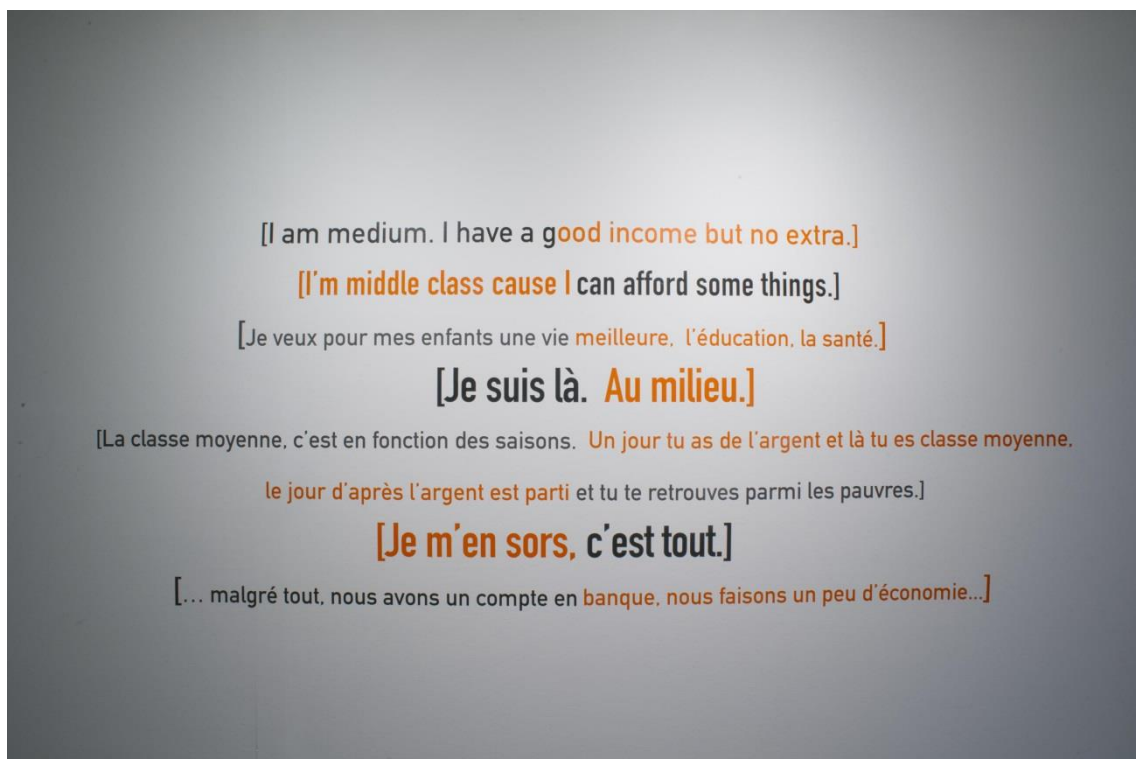 [I am medium. I have a good income but no extra.]
[I'm middle class cause I can afford some things.]
[Je veux pour mes enfants une vie meilleure, l'éducation, la santé.]
[Je suis là. Au milieu.]
[La classe moyenne, c'est en fonction des saisons. Un jour tu as de l'argent et là tu es classe moyenne,
le jour d'après l'argent est parti et tu te retrouves parmi les pauvres.]
[Je m'en sors, c'est tout.]
[... malgré tout, nous avons un compte en banque, nous faisons un peu d'économie...]